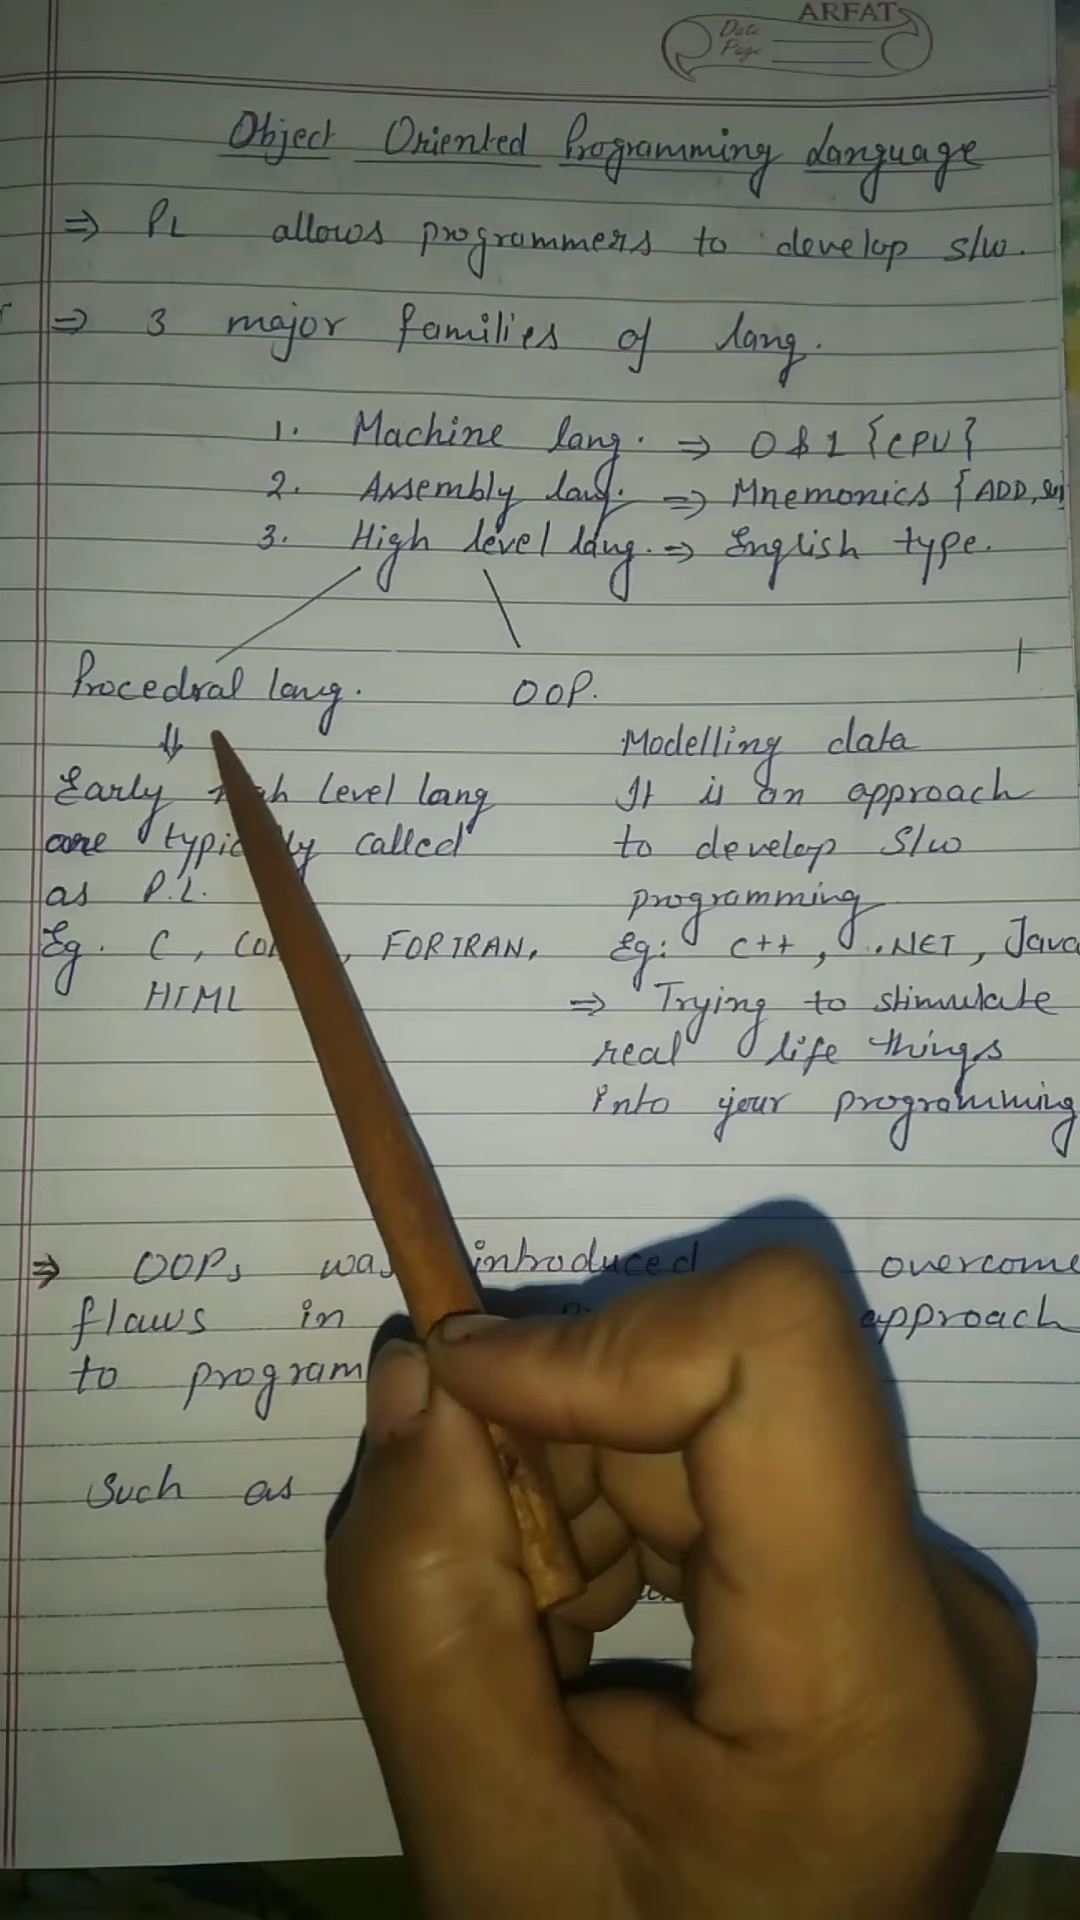 ARFAT
Date
Page
Object Oriented Programming Language
⇒ PL allows programmers to develop s/w.
⇒ 3 major families of lang.
1. Machine lang. ⇒ 0 & 1 {CPU}
2. Assembly lang. ⇒ Mnemonics {ADD,
3. High level lang. ⇒ English type.
Procedral lang.
⇓
Early high level lang
are typically called
as P.L.
Eg. C, FORTRAN,
HTML
OOP.
Modelling data
It is an approach
to develop S/w
programming
Eg: C++, .NET, Java
⇒ Trying to stimulate
real life things
into your programming
⇒ OOPs was introduced overcome
flaws in approach
to program
Such as